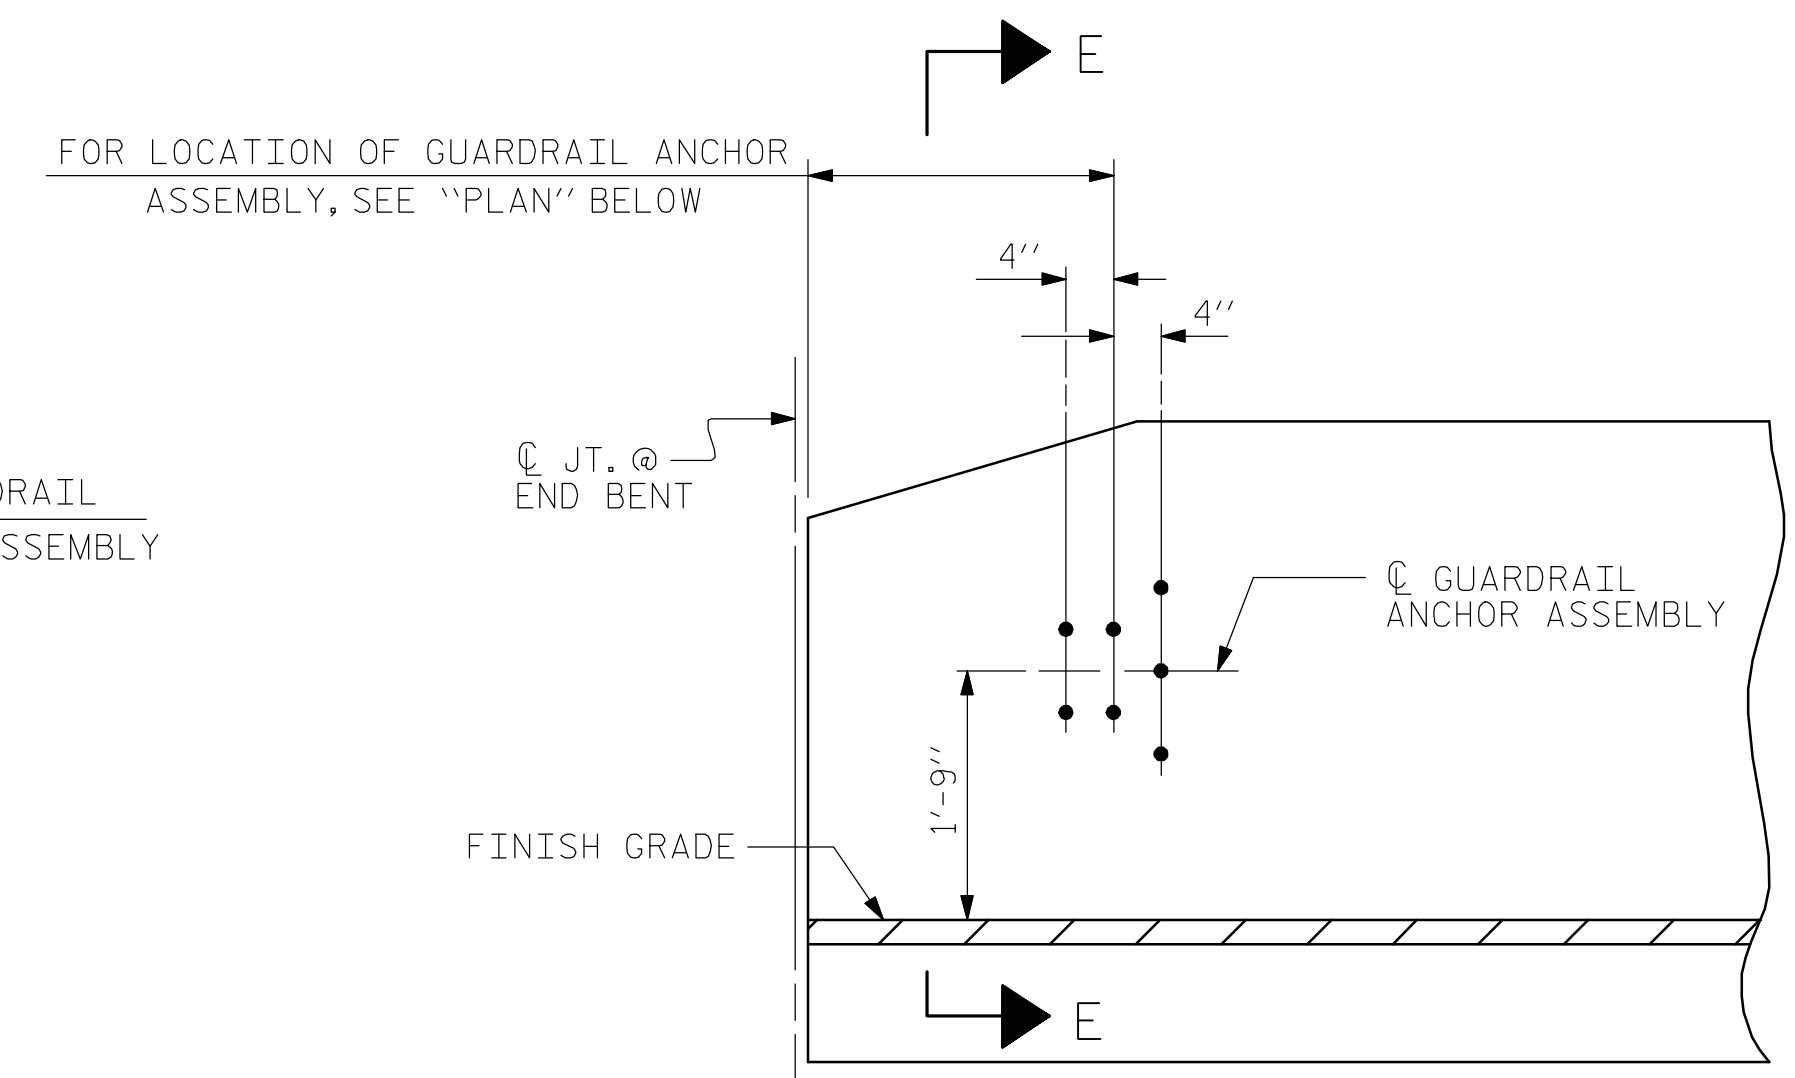 E
FOR LOCATION OF GUARDRAIL ANCHOR
ASSEMBLY, SEE ‵‵PLAN′′ BELOW
4′′
4′′
℄ JT. @
END BENT
DRAIL
SSEMBLY
℄ GUARDRAIL
ANCHOR ASSEMBLY
1′-9′′
FINISH GRADE
E